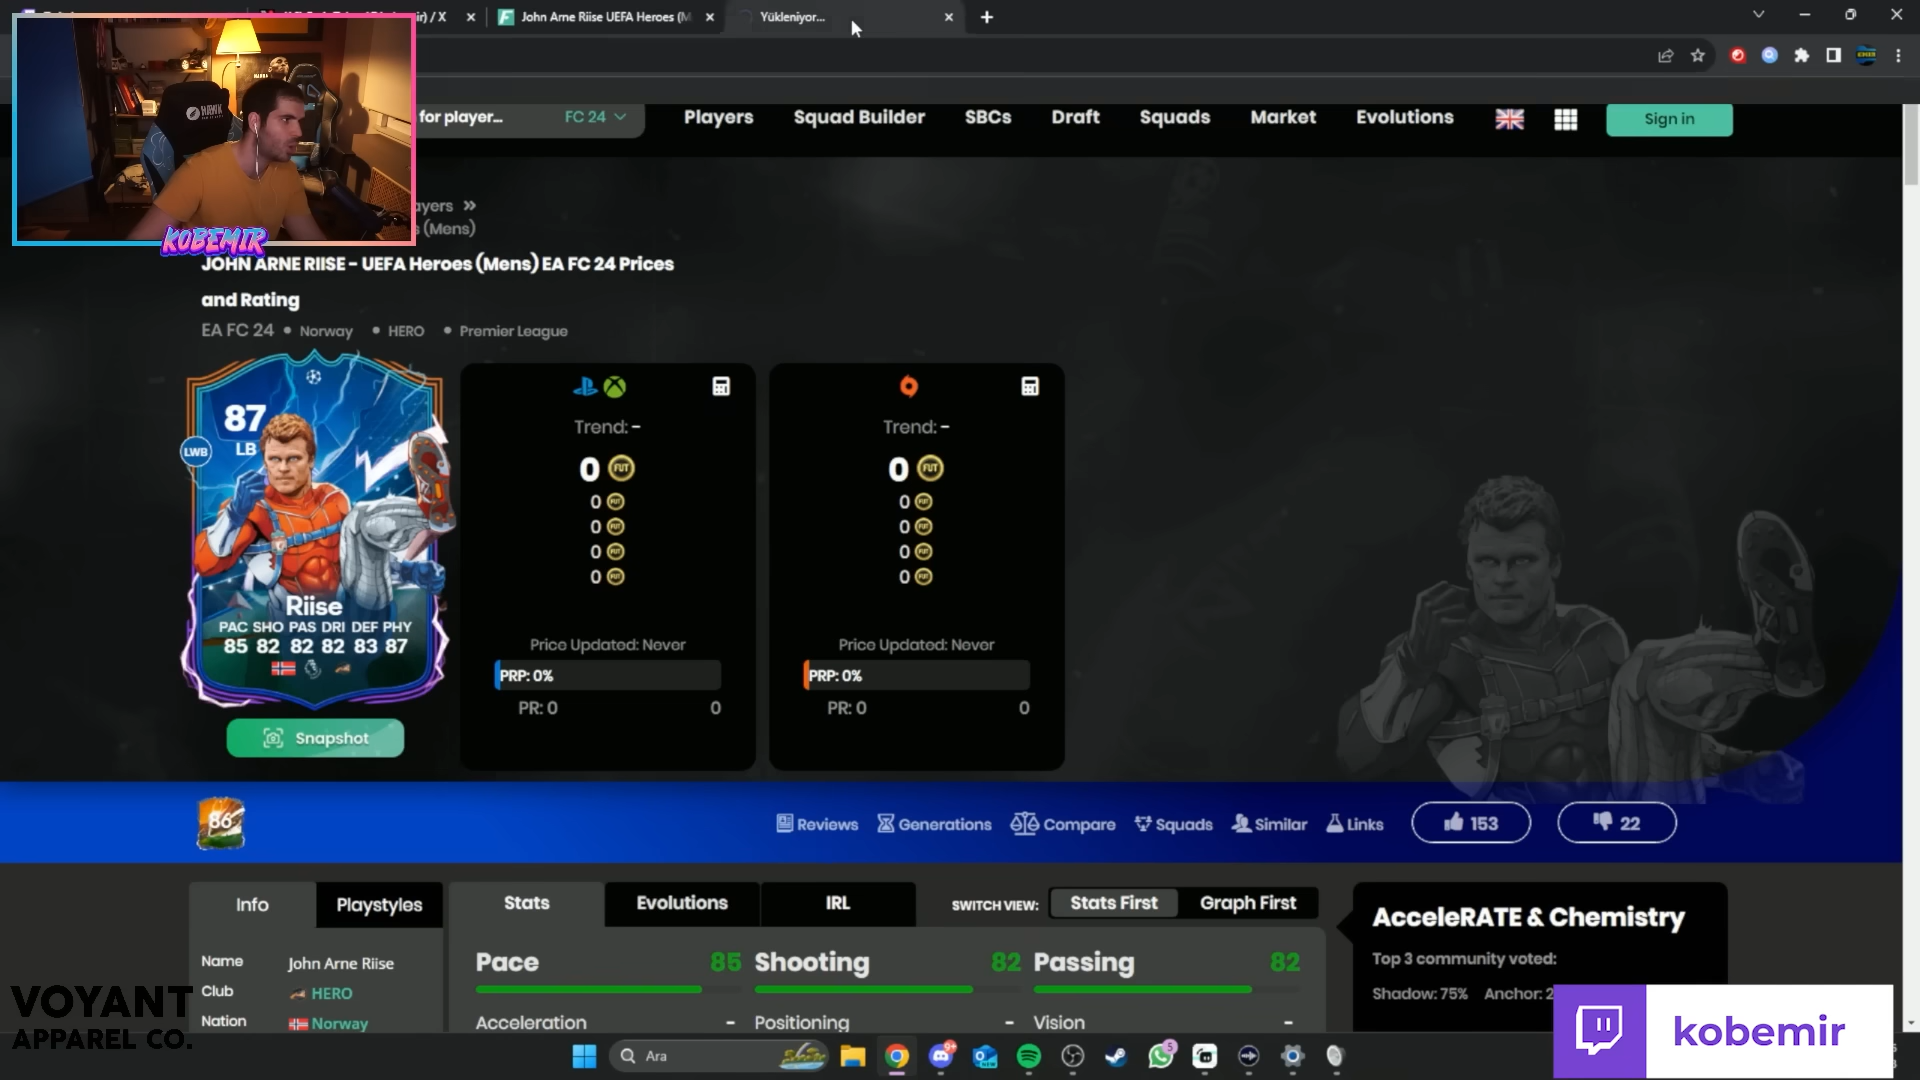 / X
John Arne Riise UEFA Heroes (M
Yükleniyor...
for player...
FC 24
Players
Squad Builder
SBCs
Draft
Squads
Market
Evolutions
Sign in
ayers »
(Mens)
JOHN ARNE RIISE - UEFA Heroes (Mens) EA FC 24 Prices
and Rating
EA FC 24 • Norway • HERO • Premier League
KOBEMIR
87
LB
LWB
Riise
PAC SHO PAS DRI DEF PHY
85 82 82 82 83 87
Snapshot
Trend: -
0
0
0
0
0
Price Updated: Never
PRP: 0%
PR: 0 0
Trend: -
0
0
0
0
0
Price Updated: Never
PRP: 0%
PR: 0 0
86
Reviews
Generations
Compare
Squads
Similar
Links
153
22
Info
Playstyles
Stats
Evolutions
IRL
SWITCH VIEW:
Stats First
Graph First
Name John Arne Riise
Club HERO
Nation Norway
Pace 85
Shooting 82
Passing 82
Acceleration -
Positioning -
Vision -
AcceleRATE & Chemistry
Top 3 community voted:
Shadow: 75% Anchor: 2
VOYANT
APPAREL CO.
Ara
9+
5
kobemir